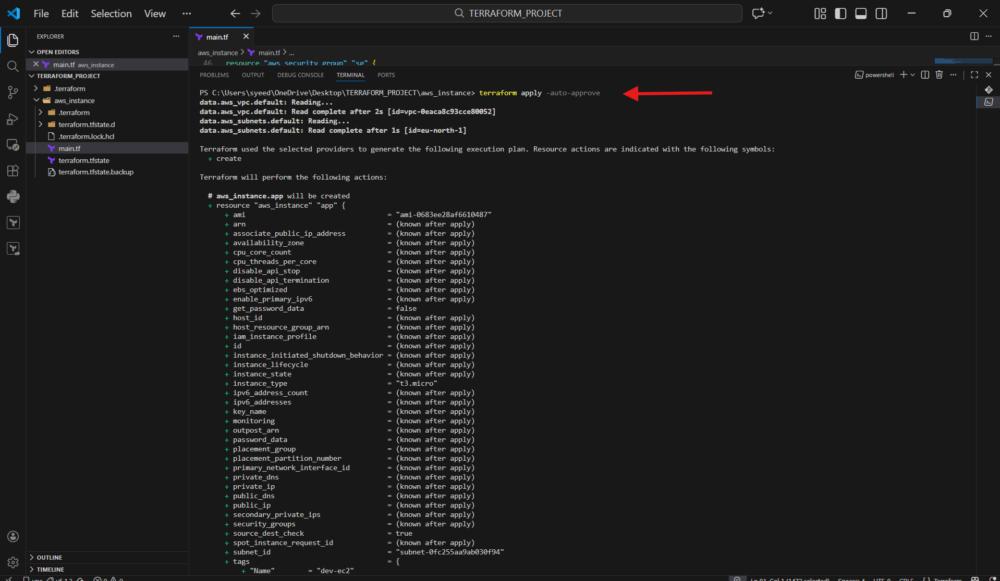 File Edit Selection View ... TERRAFORM_PROJECT
EXPLORER
OPEN EDITORS
main.tf aws_instance
TERRAFORM_PROJECT
.terraform
aws_instance
.terraform
terraform.tfstate.d
.terraform.lock.hcl
main.tf
terraform.tfstate
terraform.tfstate.backup
OUTLINE
TIMELINE
main.tf
aws_instance > main.tf > ...
46 resource "aws_security_group" "sg" {
PROBLEMS OUTPUT DEBUG CONSOLE TERMINAL PORTS
powershell
PS C:\Users\syeed\OneDrive\Desktop\TERRAFORM_PROJECT\aws_instance> terraform apply -auto-approve
data.aws_vpc.default: Reading...
data.aws_vpc.default: Read complete after 2s [id=vpc-0eaca8c93cce80052]
data.aws_subnets.default: Reading...
data.aws_subnets.default: Read complete after 1s [id=eu-north-1]
Terraform used the selected providers to generate the following execution plan. Resource actions are indicated with the following symbols:
+ create
Terraform will perform the following actions:
# aws_instance.app will be created
+ resource "aws_instance" "app" {
+ ami = "ami-0683ee28af6610487"
+ arn = (known after apply)
+ associate_public_ip_address = (known after apply)
+ availability_zone = (known after apply)
+ cpu_core_count = (known after apply)
+ cpu_threads_per_core = (known after apply)
+ disable_api_stop = (known after apply)
+ disable_api_termination = (known after apply)
+ ebs_optimized = (known after apply)
+ enable_primary_ipv6 = (known after apply)
+ get_password_data = false
+ host_id = (known after apply)
+ host_resource_group_arn = (known after apply)
+ iam_instance_profile = (known after apply)
+ id = (known after apply)
+ instance_initiated_shutdown_behavior = (known after apply)
+ instance_lifecycle = (known after apply)
+ instance_state = (known after apply)
+ instance_type = "t3.micro"
+ ipv6_address_count = (known after apply)
+ ipv6_addresses = (known after apply)
+ key_name = (known after apply)
+ monitoring = (known after apply)
+ outpost_arn = (known after apply)
+ password_data = (known after apply)
+ placement_group = (known after apply)
+ placement_partition_number = (known after apply)
+ primary_network_interface_id = (known after apply)
+ private_dns = (known after apply)
+ private_ip = (known after apply)
+ public_dns = (known after apply)
+ public_ip = (known after apply)
+ secondary_private_ips = (known after apply)
+ security_groups = (known after apply)
+ source_dest_check = true
+ spot_instance_request_id = (known after apply)
+ subnet_id = "subnet-0fc255aa9ab030f94"
+ tags = {
+ "Name" = "dev-ec2"
Ln 81, Col 1 (1472 selected) Spaces: 4 UTF-8 CRLF { } Terraform